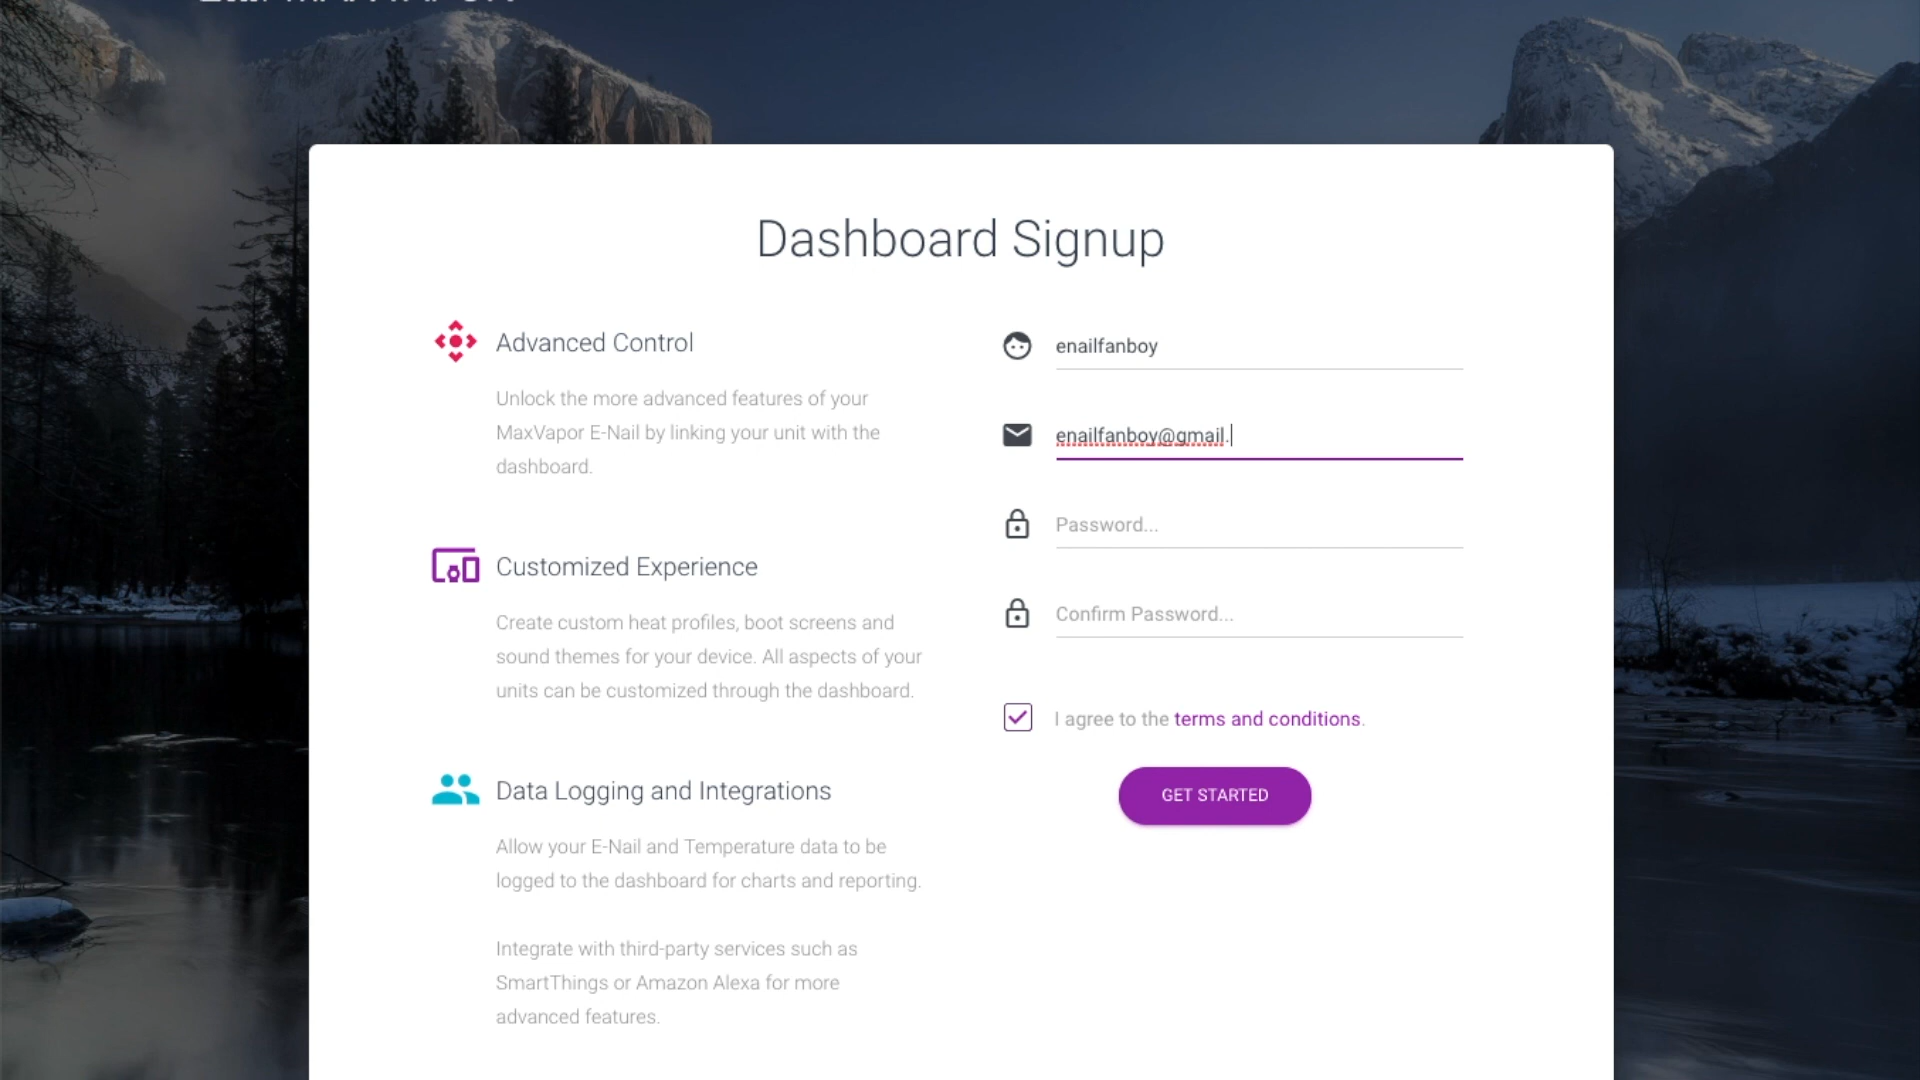 Dashboard Signup
Advanced Control
Unlock the more advanced features of your
MaxVapor E-Nail by linking your unit with the
dashboard.
Customized Experience
Create custom heat profiles, boot screens and
sound themes for your device. All aspects of your
units can be customized through the dashboard.
Data Logging and Integrations
Allow your E-Nail and Temperature data to be
logged to the dashboard for charts and reporting.
Integrate with third-party services such as
SmartThings or Amazon Alexa for more
advanced features.
enailfanboy
enailfanboy@gmail.
Password...
Confirm Password...
I agree to the terms and conditions.
GET STARTED